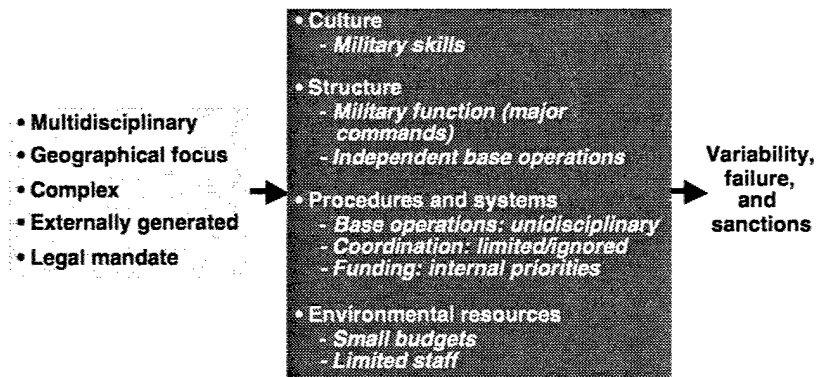 • Multidisciplinary
• Geographical focus
• Complex
• Externally generated
• Legal mandate
• Culture
- Military skills
• Structure
- Military function (major
commands)
- Independent base operations
• Procedures and systems
- Base operations: unidisciplinary
- Coordination: limited/ignored
- Funding: internal priorities
• Environmental resources
- Small budgets
- Limited staff
Variability,
failure,
and
sanctions